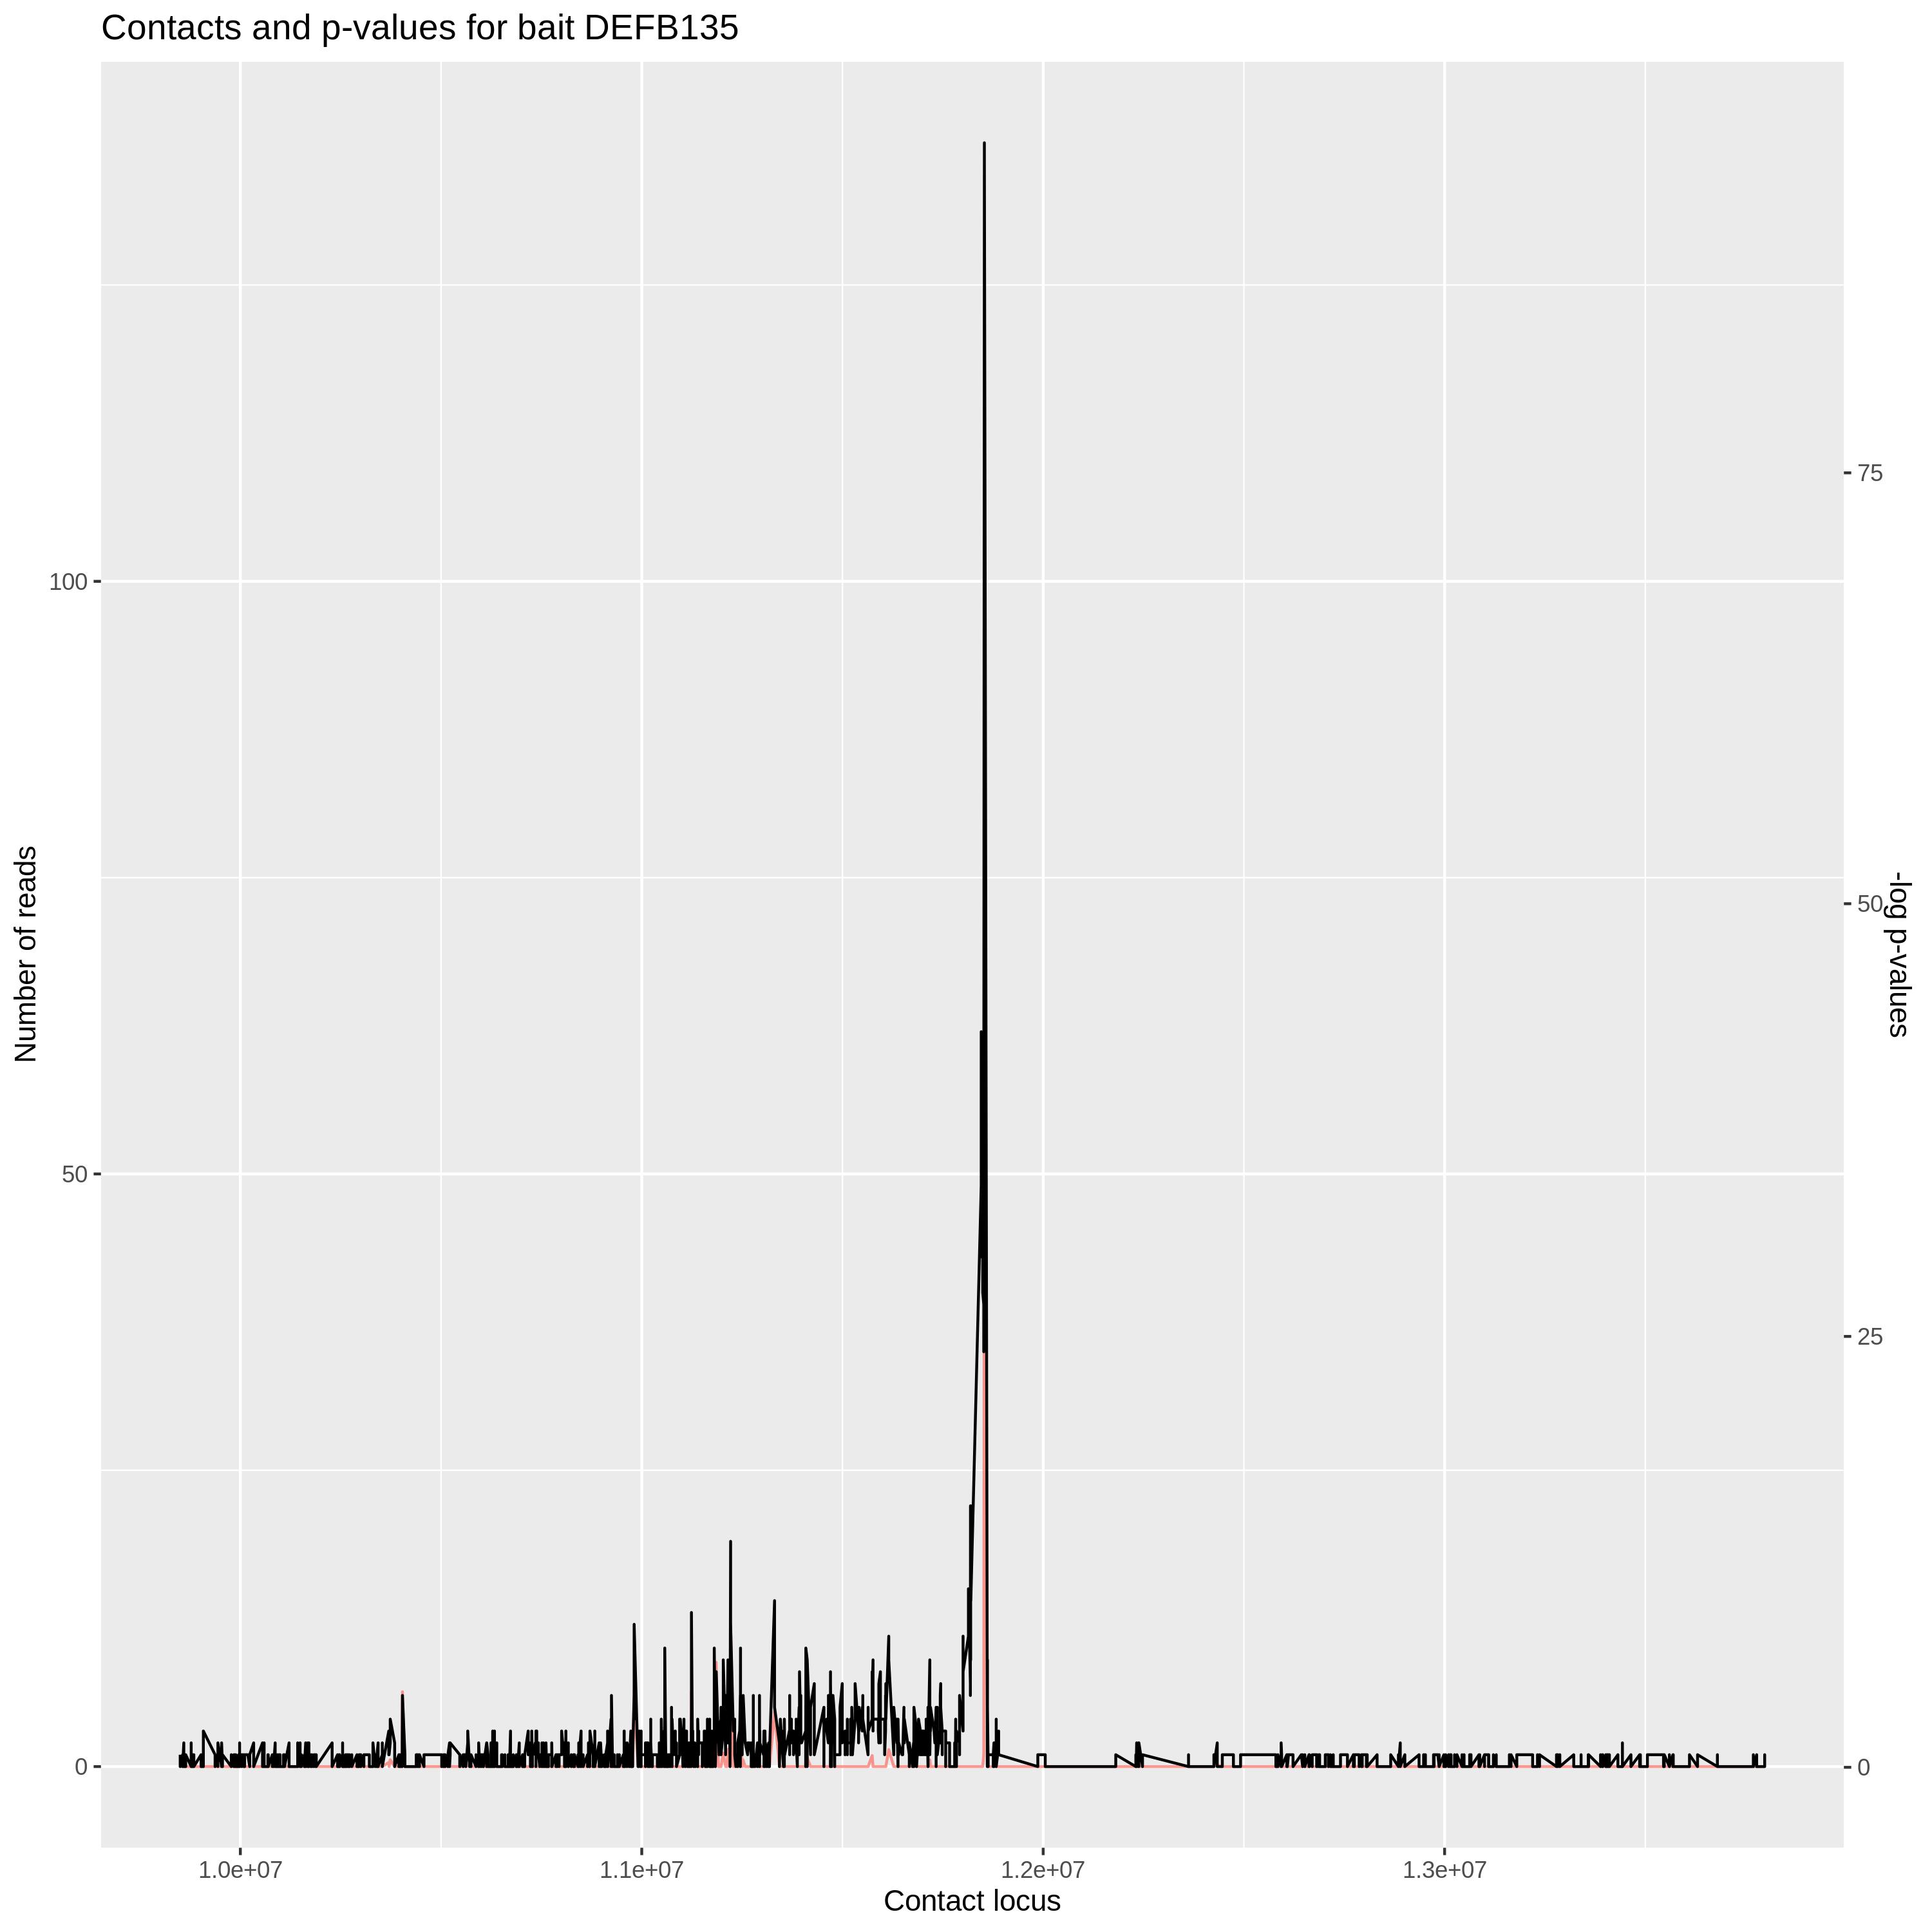 Contacts and p-values for bait DEFB135
Number of reads
100
50
0
75
50
25
0
-log p-values
1.0e+07
1.1e+07
1.2e+07
1.3e+07
Contact locus